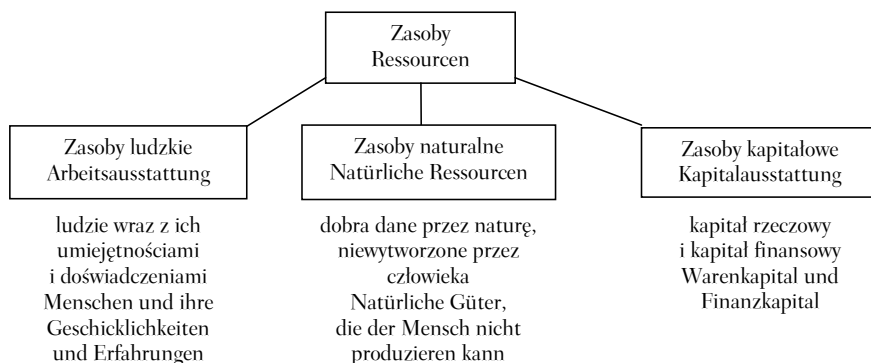 Zasoby
Ressourcen
Zasoby ludzkie
Arbeitsausstattung
Zasoby naturalne
Natürliche Ressourcen
Zasoby kapitałowe
Kapitalausstattung
ludzie wraz z ich
umiejętnościami
i doświadczeniami
Menschen und ihre
Geschicklichkeiten
und Erfahrungen
dobra dane przez naturę,
niewytworzone przez
człowieka
Natürliche Güter,
die der Mensch nicht
produzieren kann
kapitał rzeczowy
i kapitał finansowy
Warenkapital und
Finanzkapital